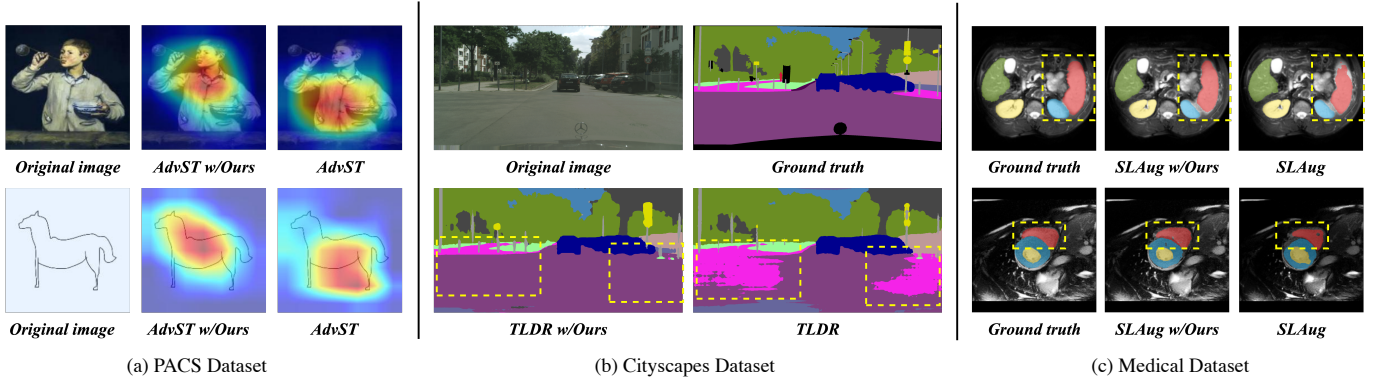 Original image
AdvST w/Ours
AdvST
Original image
AdvST w/Ours
AdvST
(a) PACS Dataset
Original image
Ground truth
TLDR w/Ours
TLDR
(b) Cityscapes Dataset
Ground truth
SLAug w/Ours
SLAug
Ground truth
SLAug w/Ours
SLAug
(c) Medical Dataset